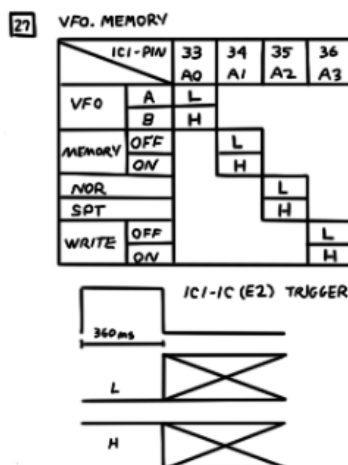 27 VFO. MEMORY
IC1-PIN 33 34 35 36
A0 A1 A2 A3
VFO A L
B H
MEMORY OFF L
ON H
NOR L
SPT H
WRITE OFF L
ON H
IC1-IC (E2) TRIGGER
360ms
L
H